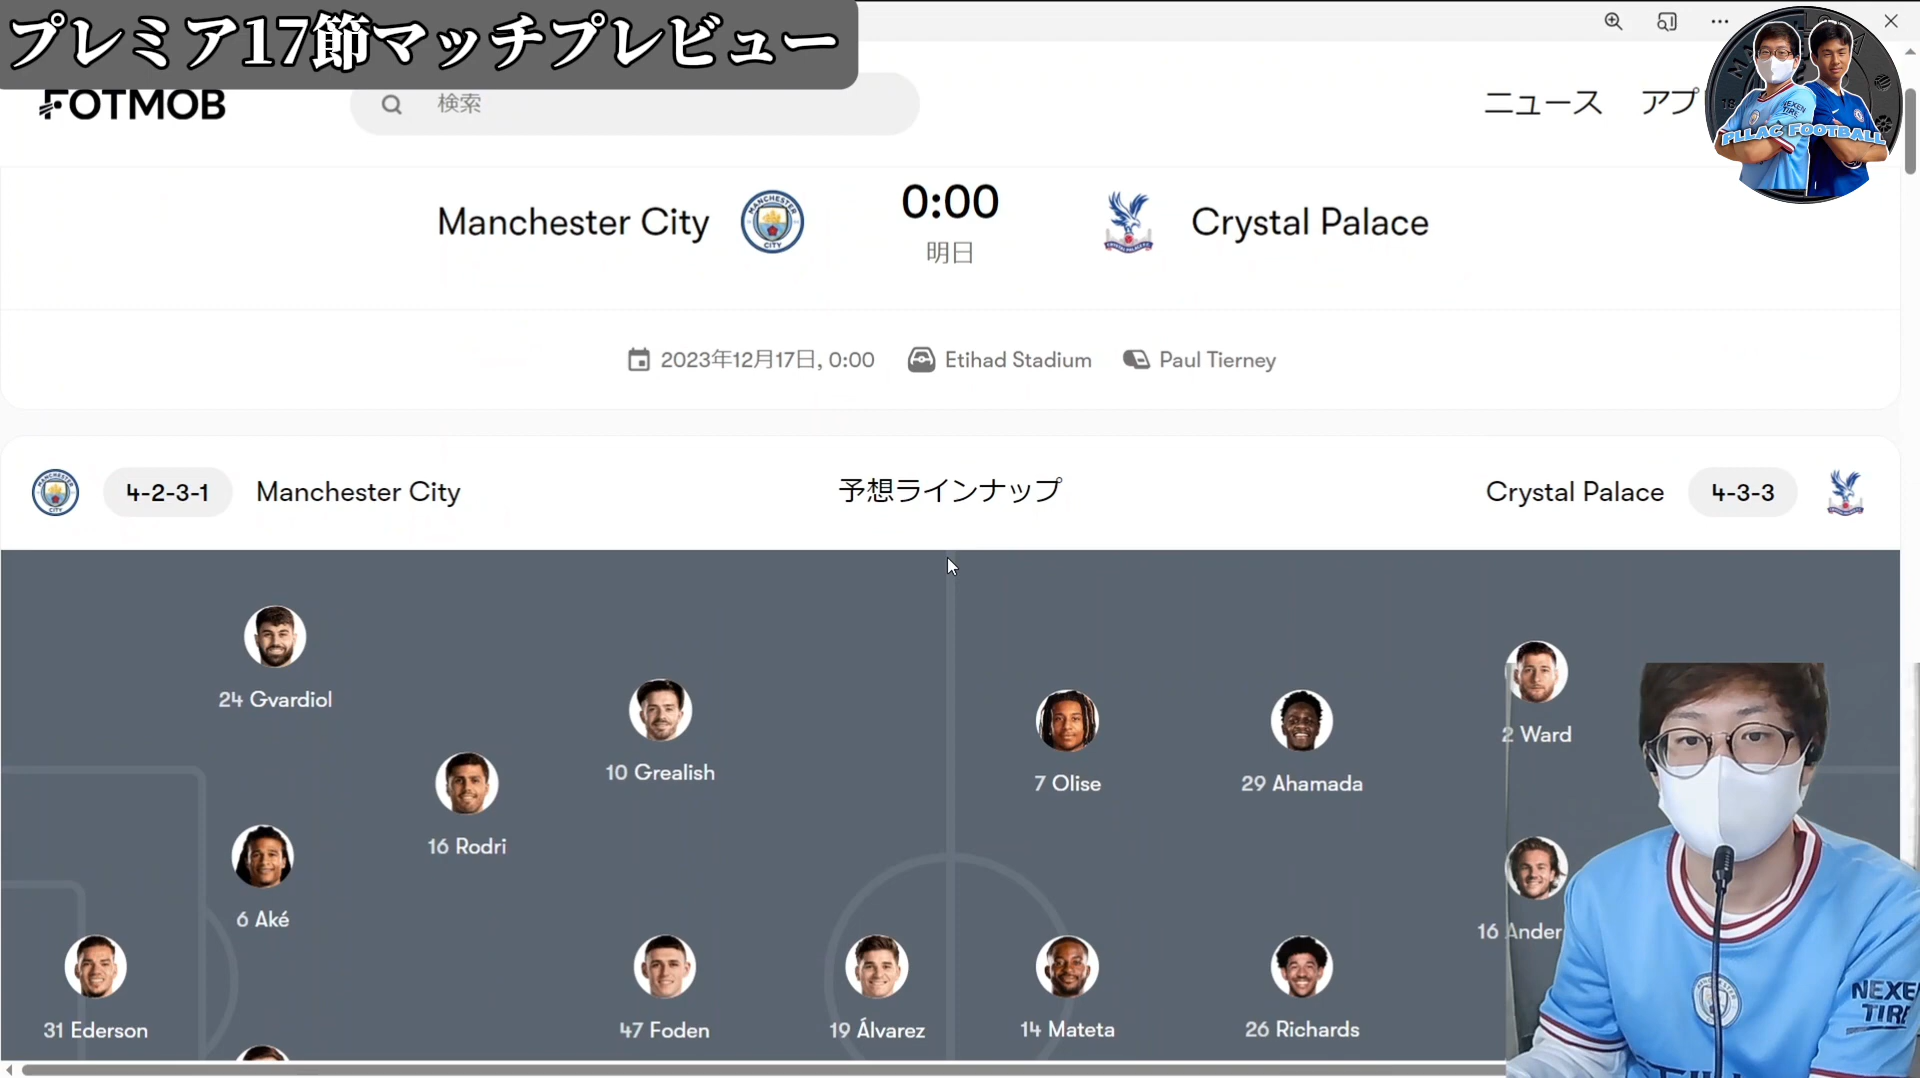 プレミア17節マッチプレビュー
FOTMOB
検索
ニュース
アプ
PLLAC FOOTBALL
Manchester City
0:00
明日
Crystal Palace
2023年12月17日, 0:00
Etihad Stadium
Paul Tierney
4-2-3-1
Manchester City
予想ラインナップ
Crystal Palace
4-3-3
24 Gvardiol
10 Grealish
7 Olise
29 Ahamada
2 Ward
16 Rodri
6 Aké
16 Ander
31 Ederson
47 Foden
19 Álvarez
14 Mateta
26 Richards
NEXE
TIRE